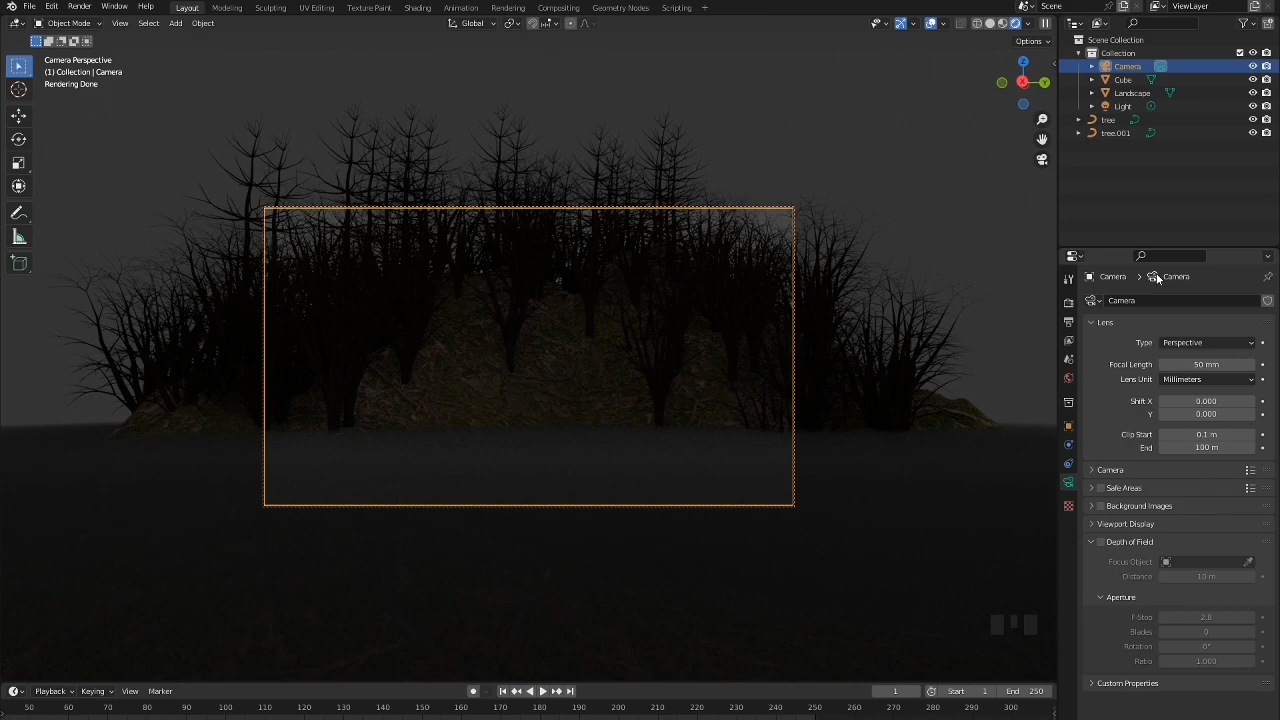 File Edit Render Window Help Layout Modeling Sculpting UV Editing Texture Paint Shading Animation Rendering Compositing Geometry Nodes Scripting + Scene ViewLayer
Object Mode View Select Add Object Global
Options
Camera Perspective
(1) Collection | Camera
Rendering Done
Z
X
Y
Scene Collection
Collection
Camera
Cube
Landscape
Light
tree
tree.001
Camera > Camera
Camera
Lens
Type Perspective
Focal Length 50 mm
Lens Unit Millimeters
Shift X 0.000
Y 0.000
Clip Start 0.1 m
End 100 m
Camera
Safe Areas
Background Images
Viewport Display
Depth of Field
Focus Object
Distance 10 m
Aperture
F-Stop 2.8
Blades 0
Rotation 0°
Ratio 1.000
Custom Properties
Playback Keying View Marker 1 Start 1 End 250
50 60 70 80 90 100 110 120 130 140 150 160 170 180 190 200 210 220 230 240 250 260 270 280 290 300